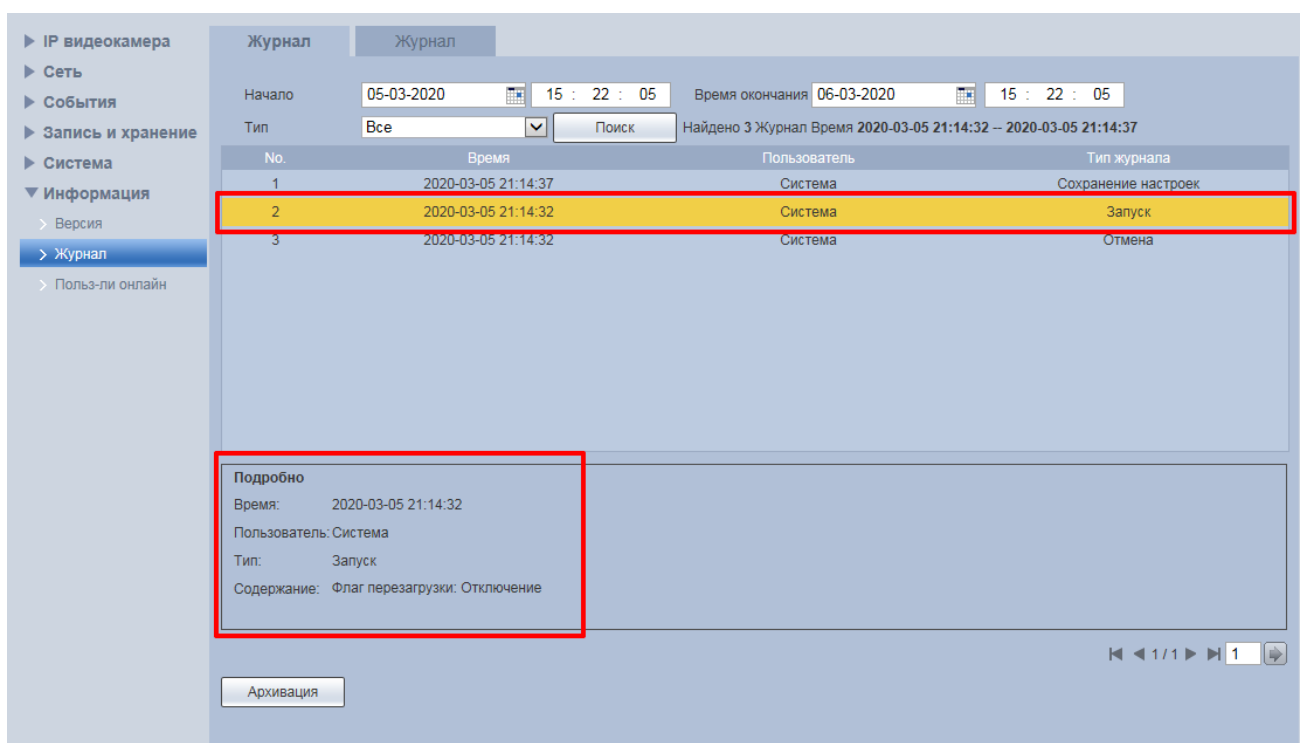 IP видеокамера
Сеть
События
Запись и хранение
Система
Информация
Версия
Журнал
Польз-ли онлайн
Журнал Журнал
Начало 05-03-2020 15 : 22 : 05 Время окончания 06-03-2020 15 : 22 : 05
Тип Все Поиск Найдено 3 Журнал Время 2020-03-05 21:14:32 -- 2020-03-05 21:14:37
No. Время Пользователь Тип журнала
1 2020-03-05 21:14:37 Система Сохранение настроек
2 2020-03-05 21:14:32 Система Запуск
3 2020-03-05 21:14:32 Система Отмена
Подробно
Время: 2020-03-05 21:14:32
Пользователь: Система
Тип: Запуск
Содержание: Флаг перезагрузки: Отключение
1 / 1 1
Архивация